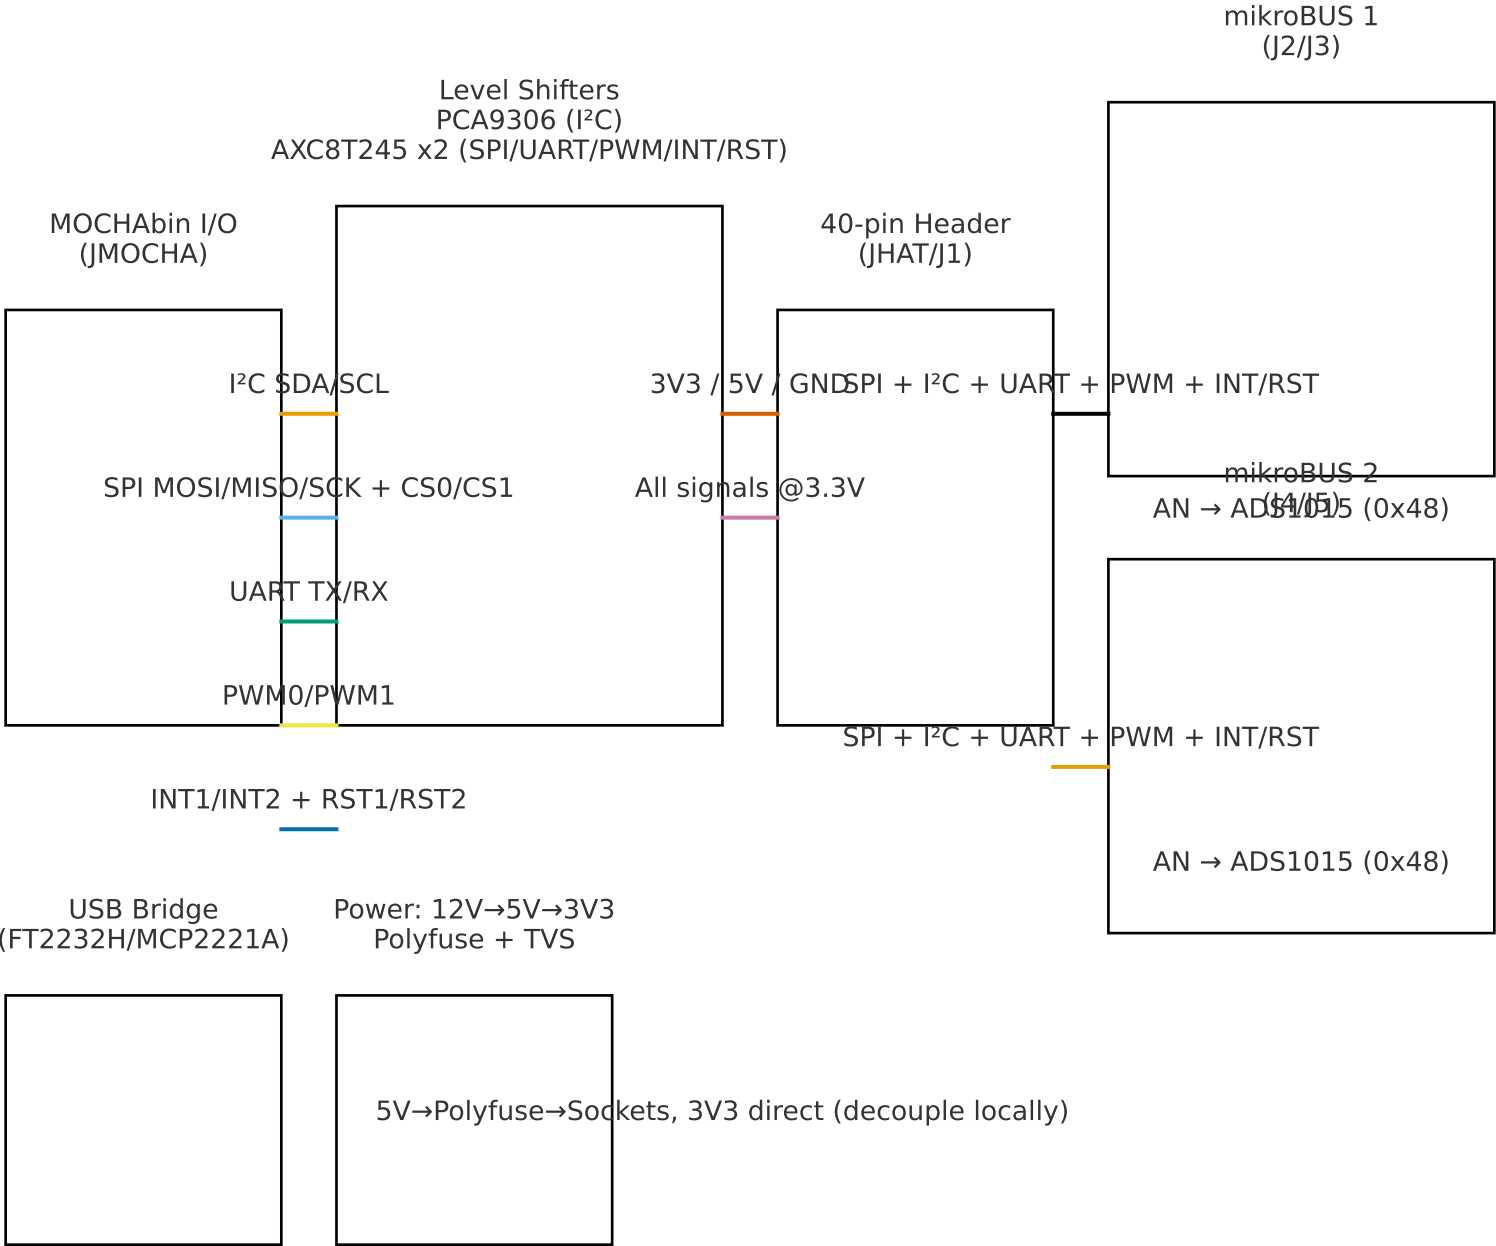 mikroBUS 1
(J2/J3)
Level Shifters
PCA9306 (I²C)
AXC8T245 x2 (SPI/UART/PWM/INT/RST)
MOCHAbin I/O
(JMOCHA)
40-pin Header
(JHAT/J1)
I²C SDA/SCL
3V3 / 5V / GND
SPI + I²C + UART + PWM + INT/RST
SPI MOSI/MISO/SCK + CS0/CS1
All signals @3.3V
mikroBUS 2
(J4/J5)
AN → ADS1015 (0x48)
UART TX/RX
PWM0/PWM1
SPI + I²C + UART + PWM + INT/RST
INT1/INT2 + RST1/RST2
AN → ADS1015 (0x48)
USB Bridge
(FT2232H/MCP2221A)
Power: 12V→5V→3V3
Polyfuse + TVS
5V→Polyfuse→Sockets, 3V3 direct (decouple locally)